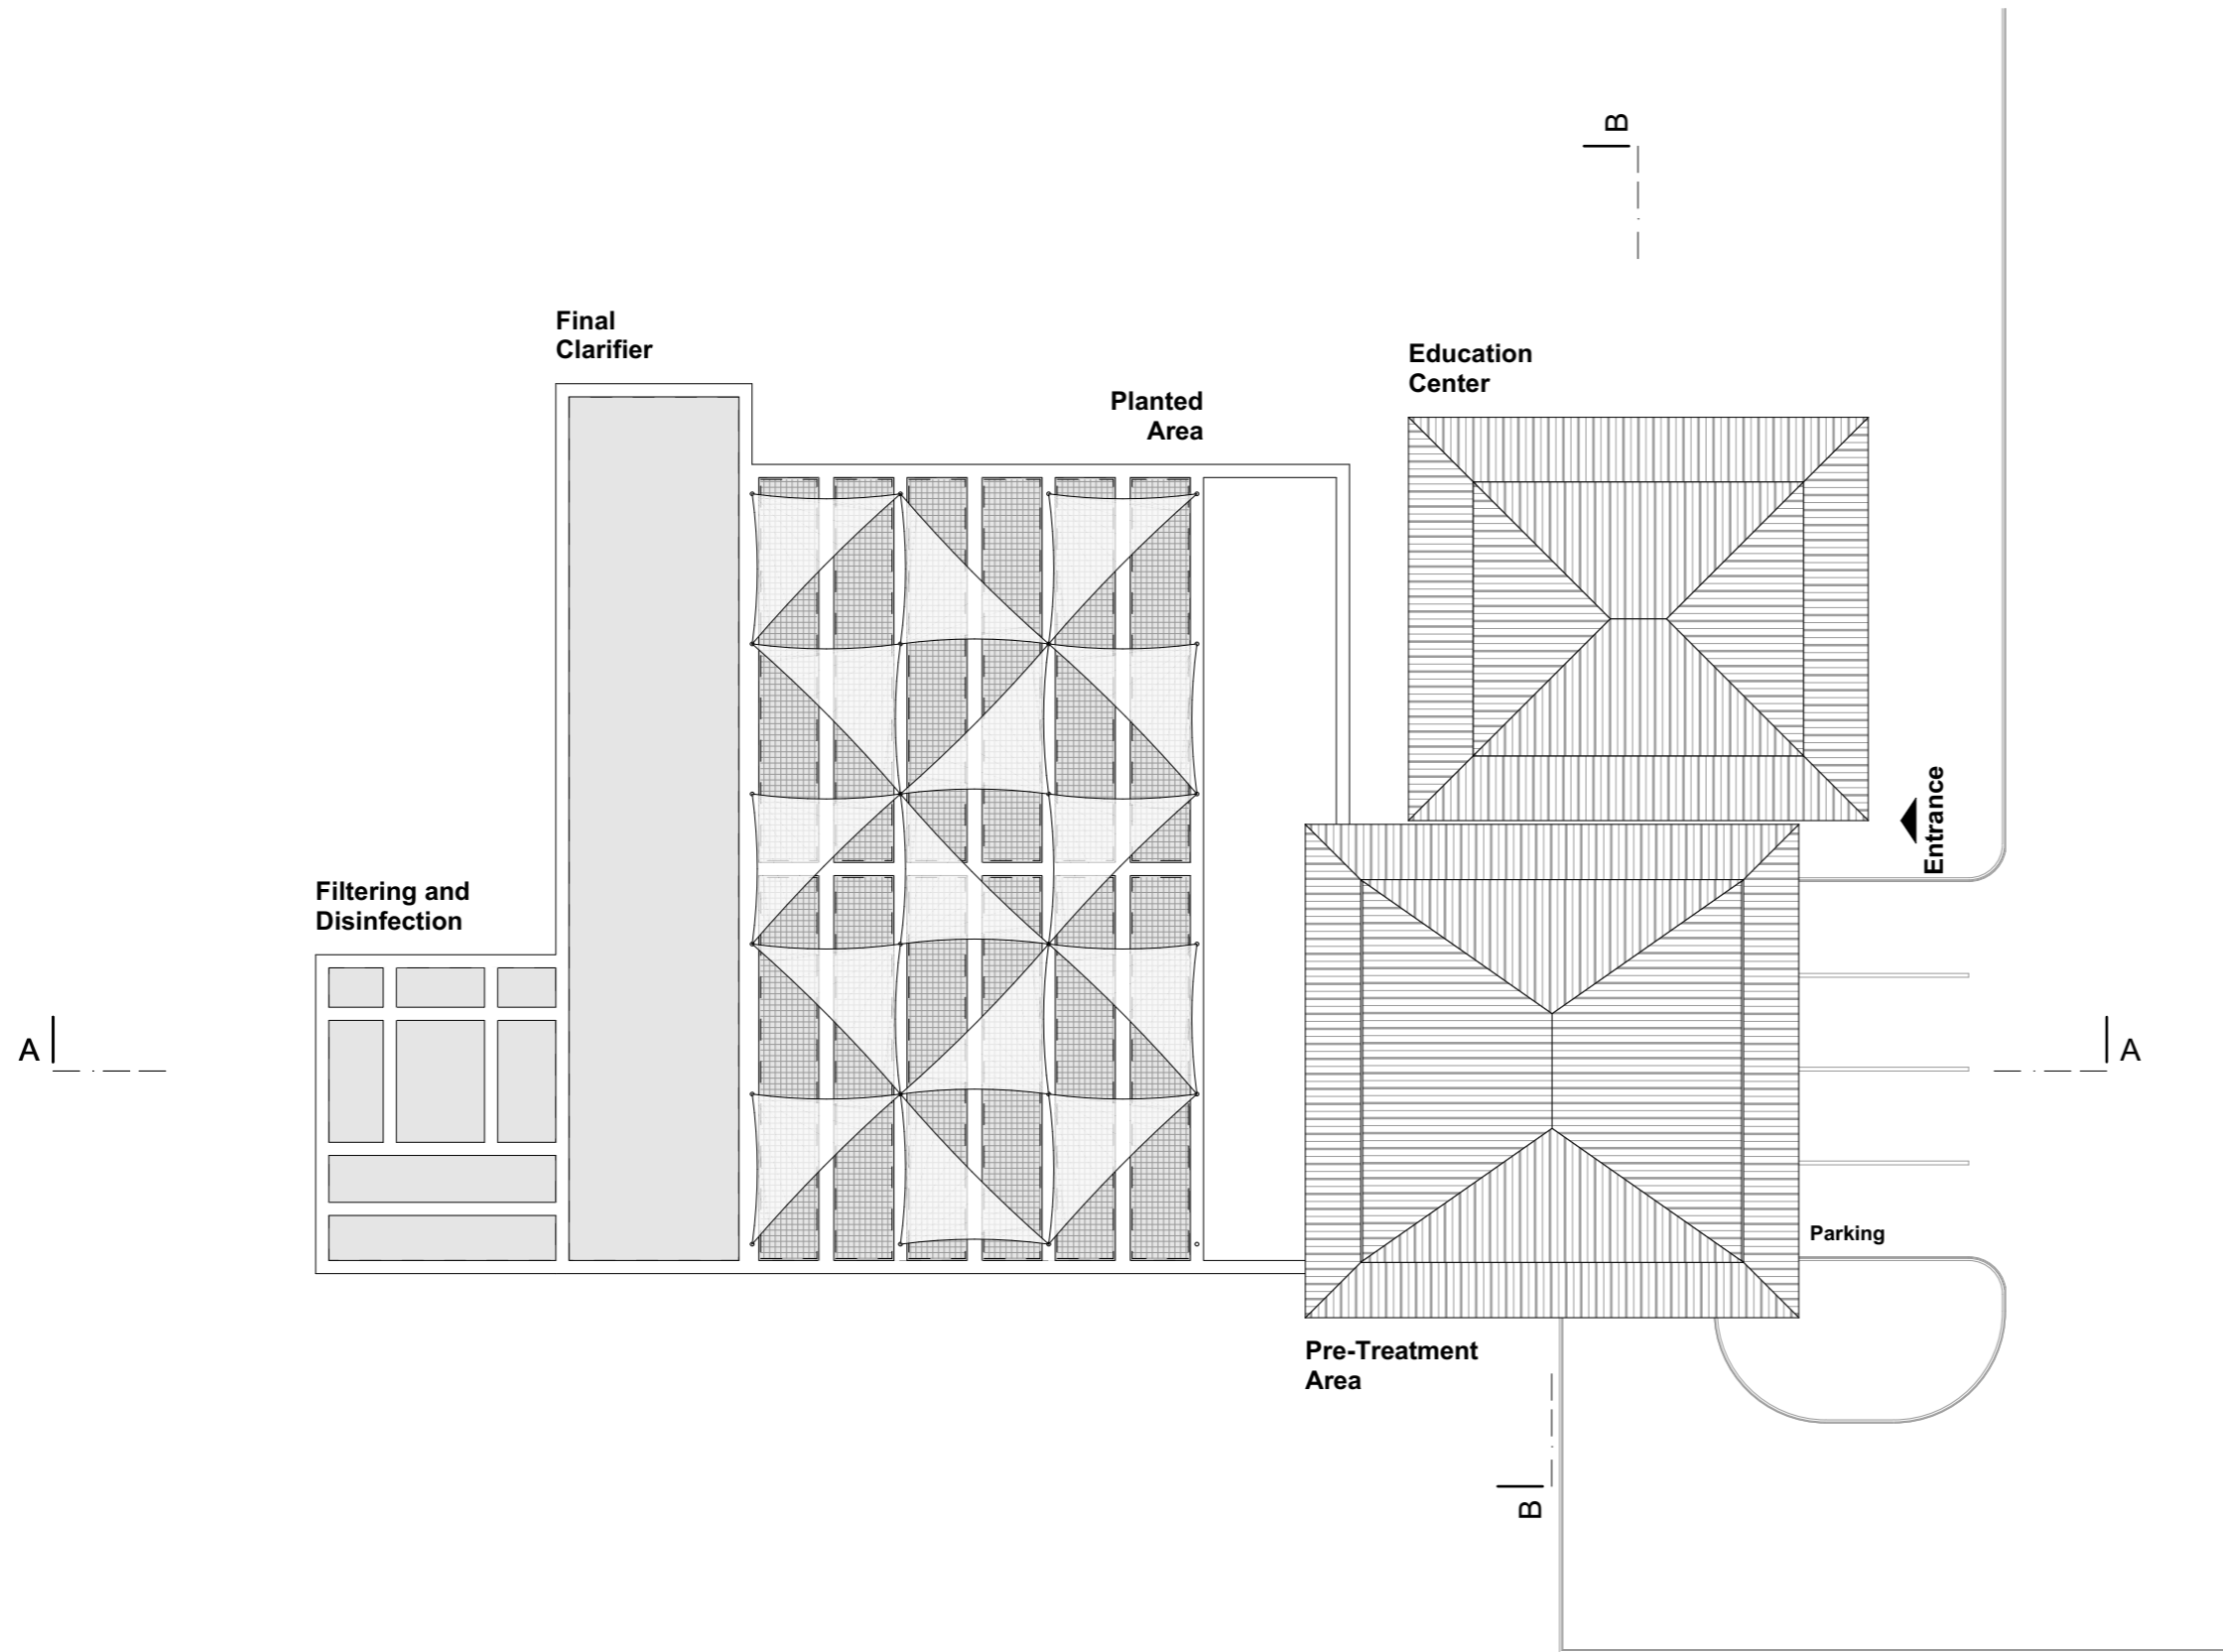 B
Final
Clarifier
Education
Center
Planted
Area
Entrance
Filtering and
Disinfection
A
A
Parking
Pre-Treatment
Area
B